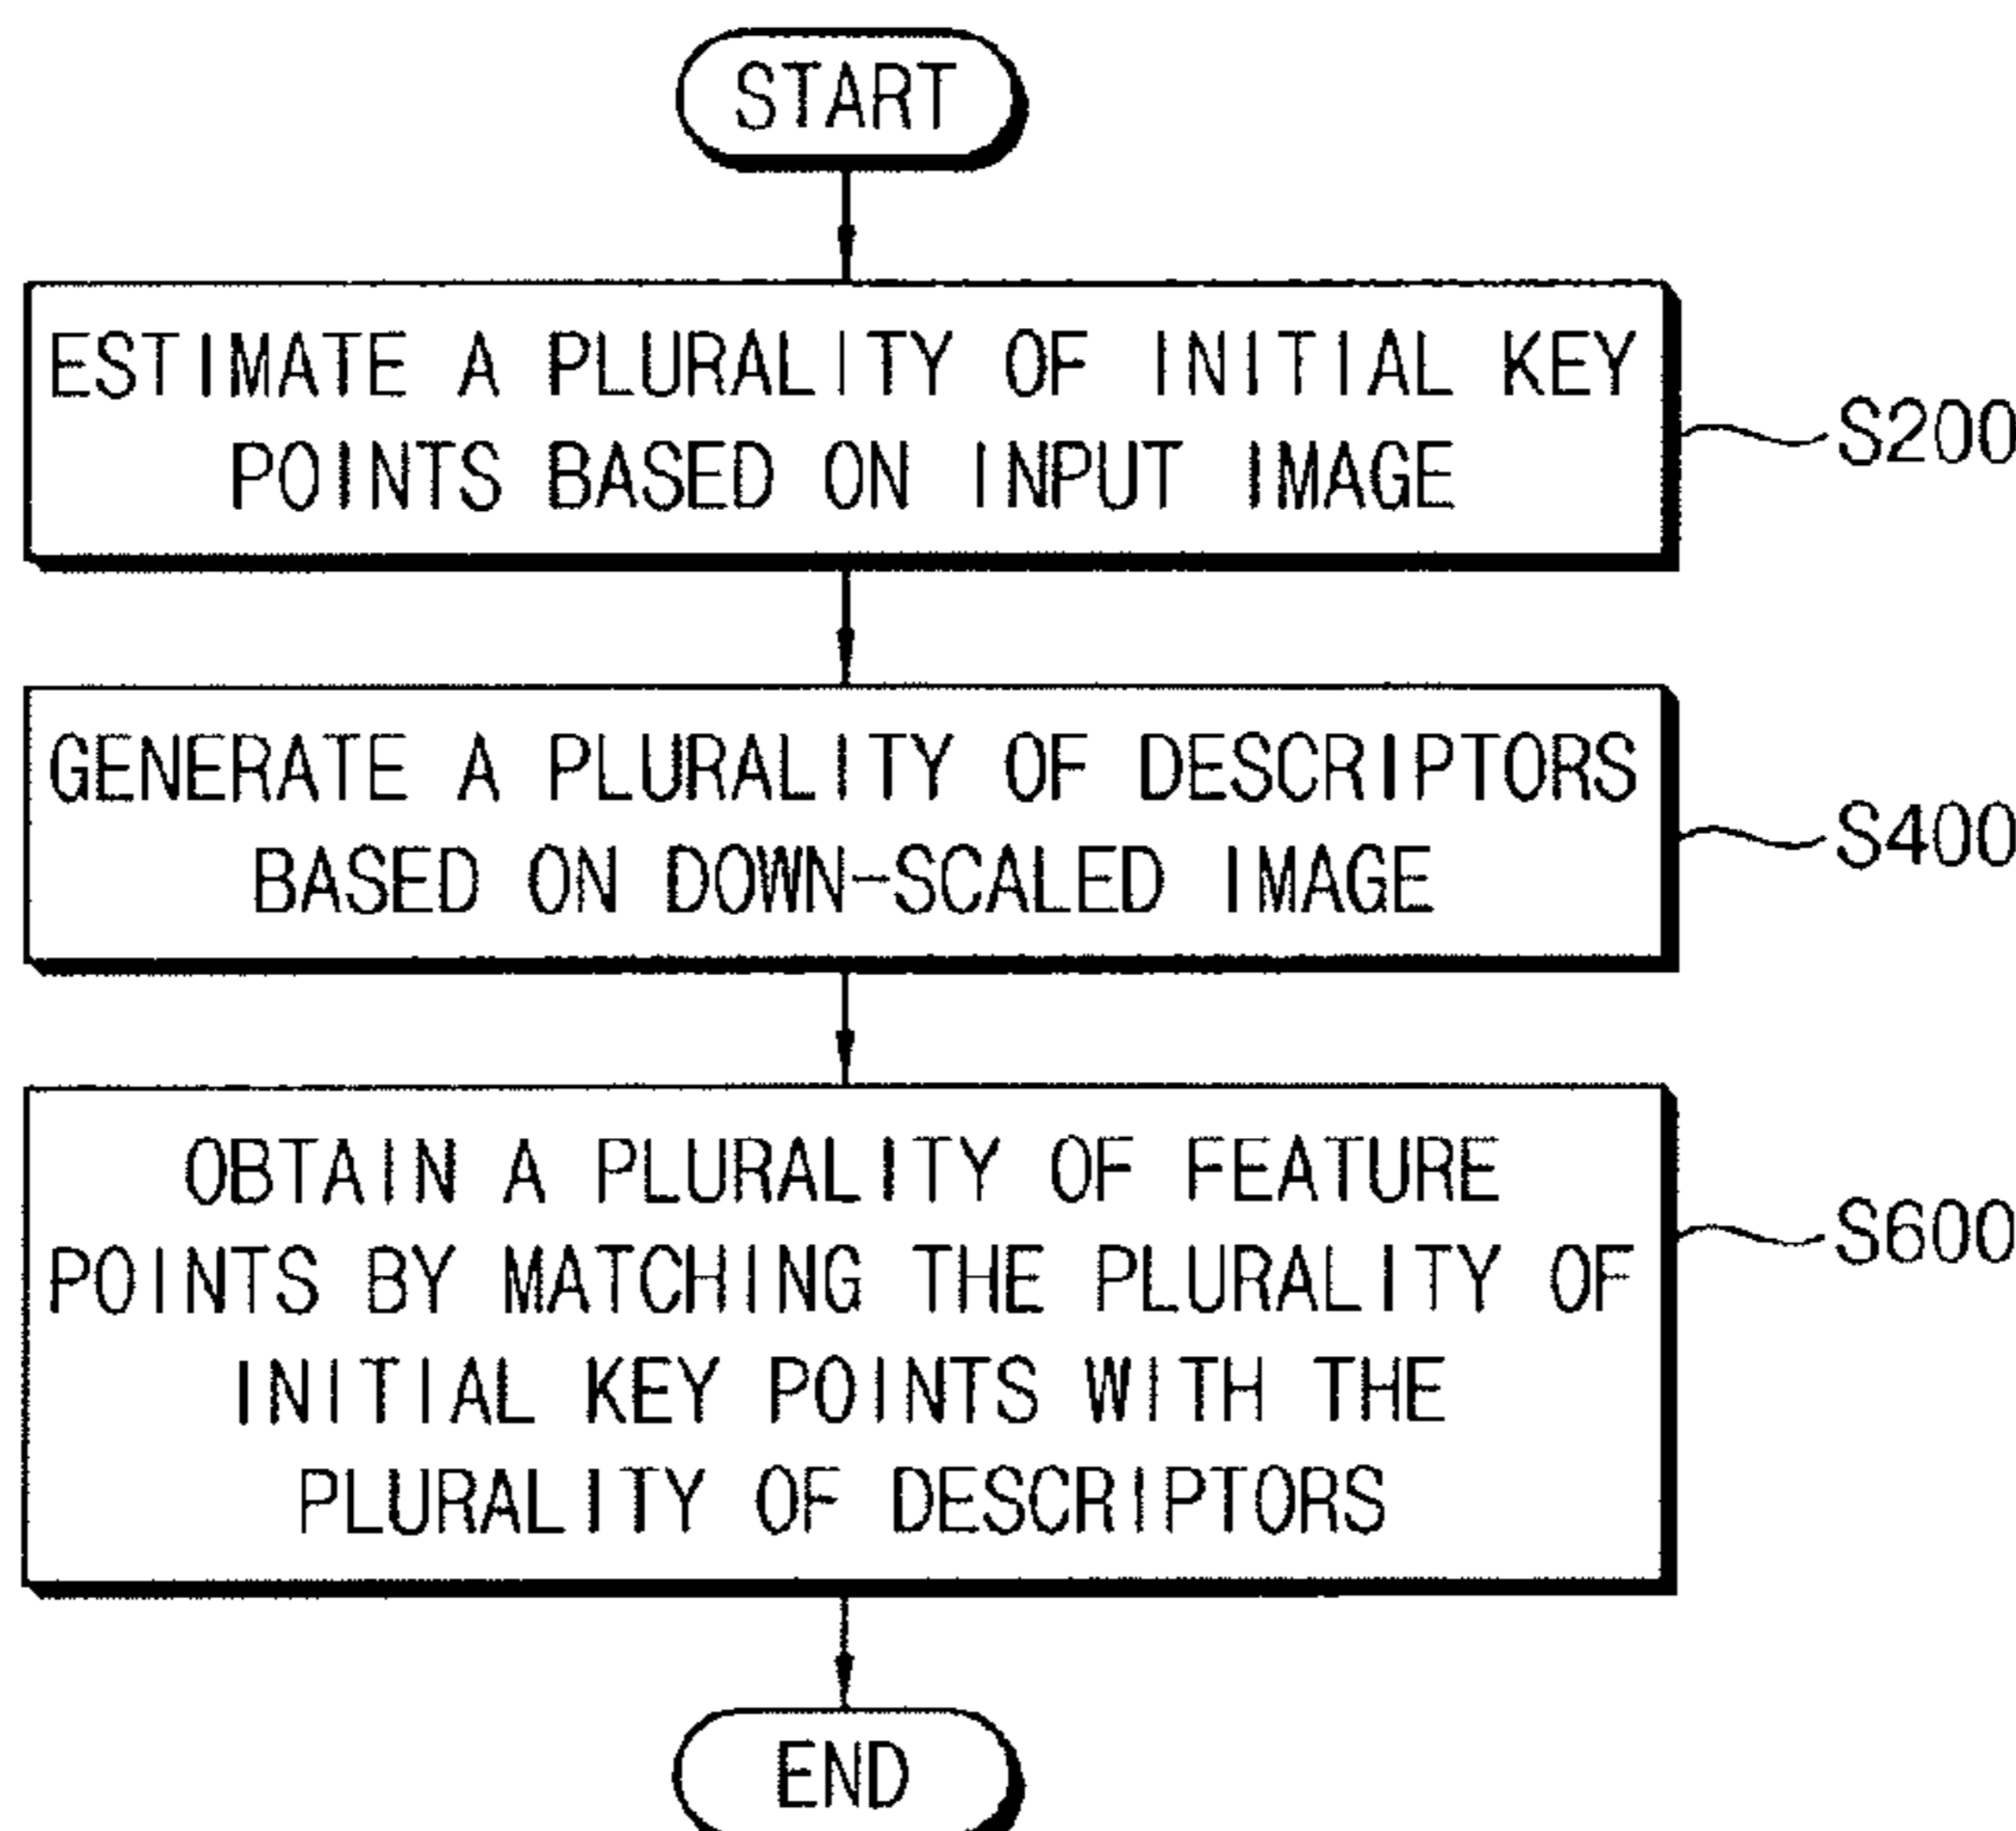 START
ESTIMATE A PLURALITY OF INITIAL KEY
POINTS BASED ON INPUT IMAGE
S200
GENERATE A PLURALITY OF DESCRIPTORS
BASED ON DOWN-SCALED IMAGE
S400
OBTAIN A PLURALITY OF FEATURE
POINTS BY MATCHING THE PLURALITY OF
INITIAL KEY POINTS WITH THE
PLURALITY OF DESCRIPTORS
S600
END